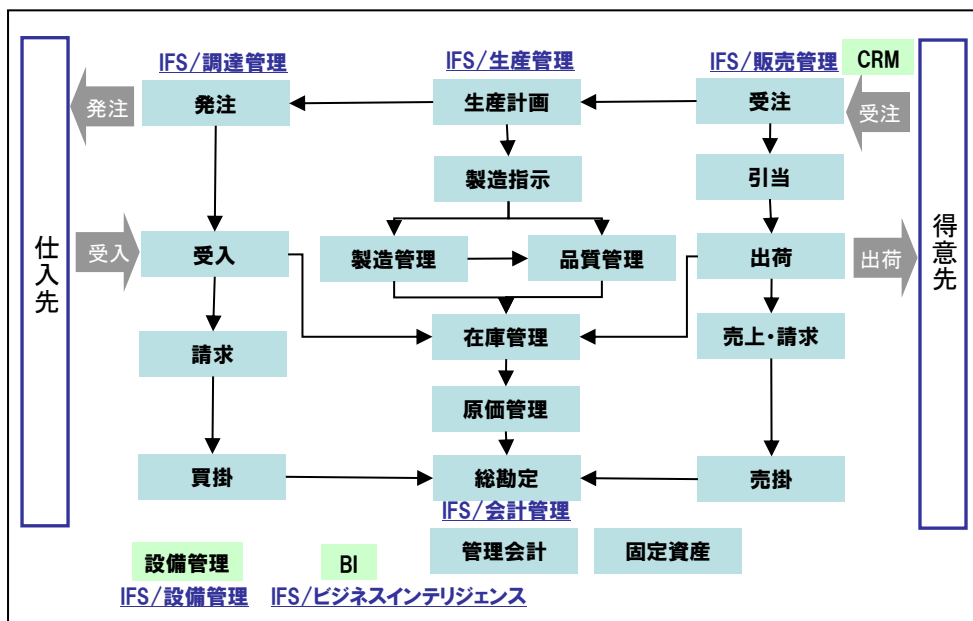 IFS/調達管理
IFS/生産管理
IFS/販売管理
CRM
発注
発注
生産計画
受注
受注
製造指示
引当
仕入先
受入
受入
製造管理
品質管理
出荷
出荷
得意先
請求
在庫管理
売上・請求
原価管理
買掛
総勘定
売掛
IFS/会計管理
管理会計
固定資産
設備管理
BI
IFS/設備管理
IFS/ビジネスインテリジェンス